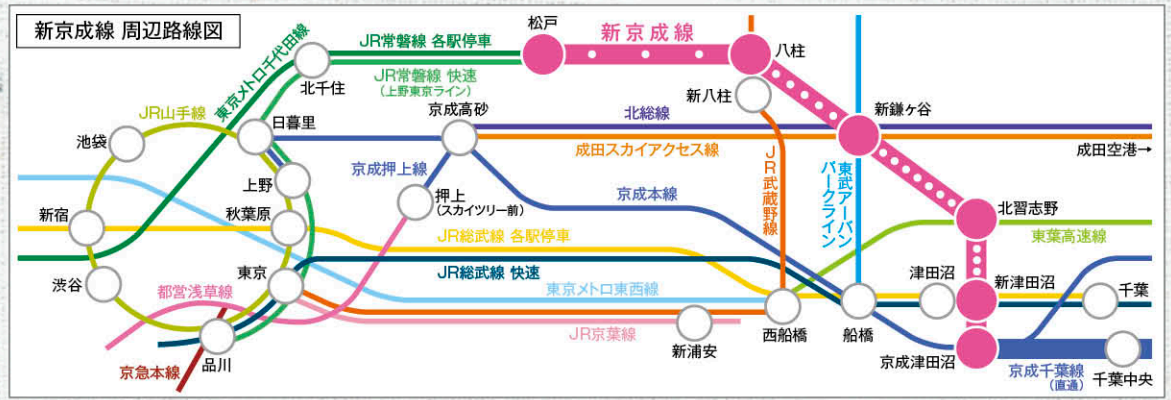 新京成線 周辺路線図
松戸
新京成線
八柱
JR常磐線 各駅停車
JR常磐線 快速
(上野東京ライン)
東京メトロ千代田線
北千住
新八柱
新鎌ヶ谷
JR山手線
池袋
日暮里
京成高砂
北総線
成田スカイアクセス線
成田空港→
京成押上線
上野
押上
(スカイツリー前)
京成本線
JR武蔵野線
東武アーバン
パークライン
北習志野
東葉高速線
新宿
秋葉原
JR総武線 各駅停車
JR総武線 快速
東京
渋谷
都営浅草線
東京メトロ東西線
津田沼
新津田沼
千葉
JR京葉線
新浦安
西船橋
船橋
品川
京急本線
京成津田沼
京成千葉線
(直通)
千葉中央